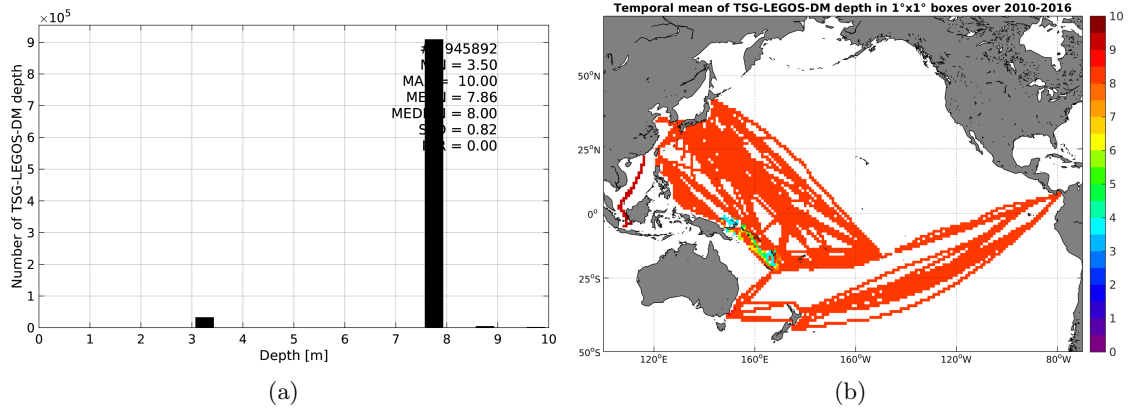 ×10⁵
9
8
7
6
5
4
3
2
1
0
0 1 2 3 4 5 6 7 8 9 10
Number of TSG-LEGOS-DM depth
Depth [m]
945892
= 3.50
= 10.00
= 7.86
= 8.00
= 0.82
= 0.00
(a)
Temporal mean of TSG-LEGOS-DM depth in 1°x1° boxes over 2010-2016
50°N
25°N
0°
25°S
50°S
120°E 160°E 160°W 120°W 80°W
10
9
8
7
6
5
4
3
2
1
0
(b)